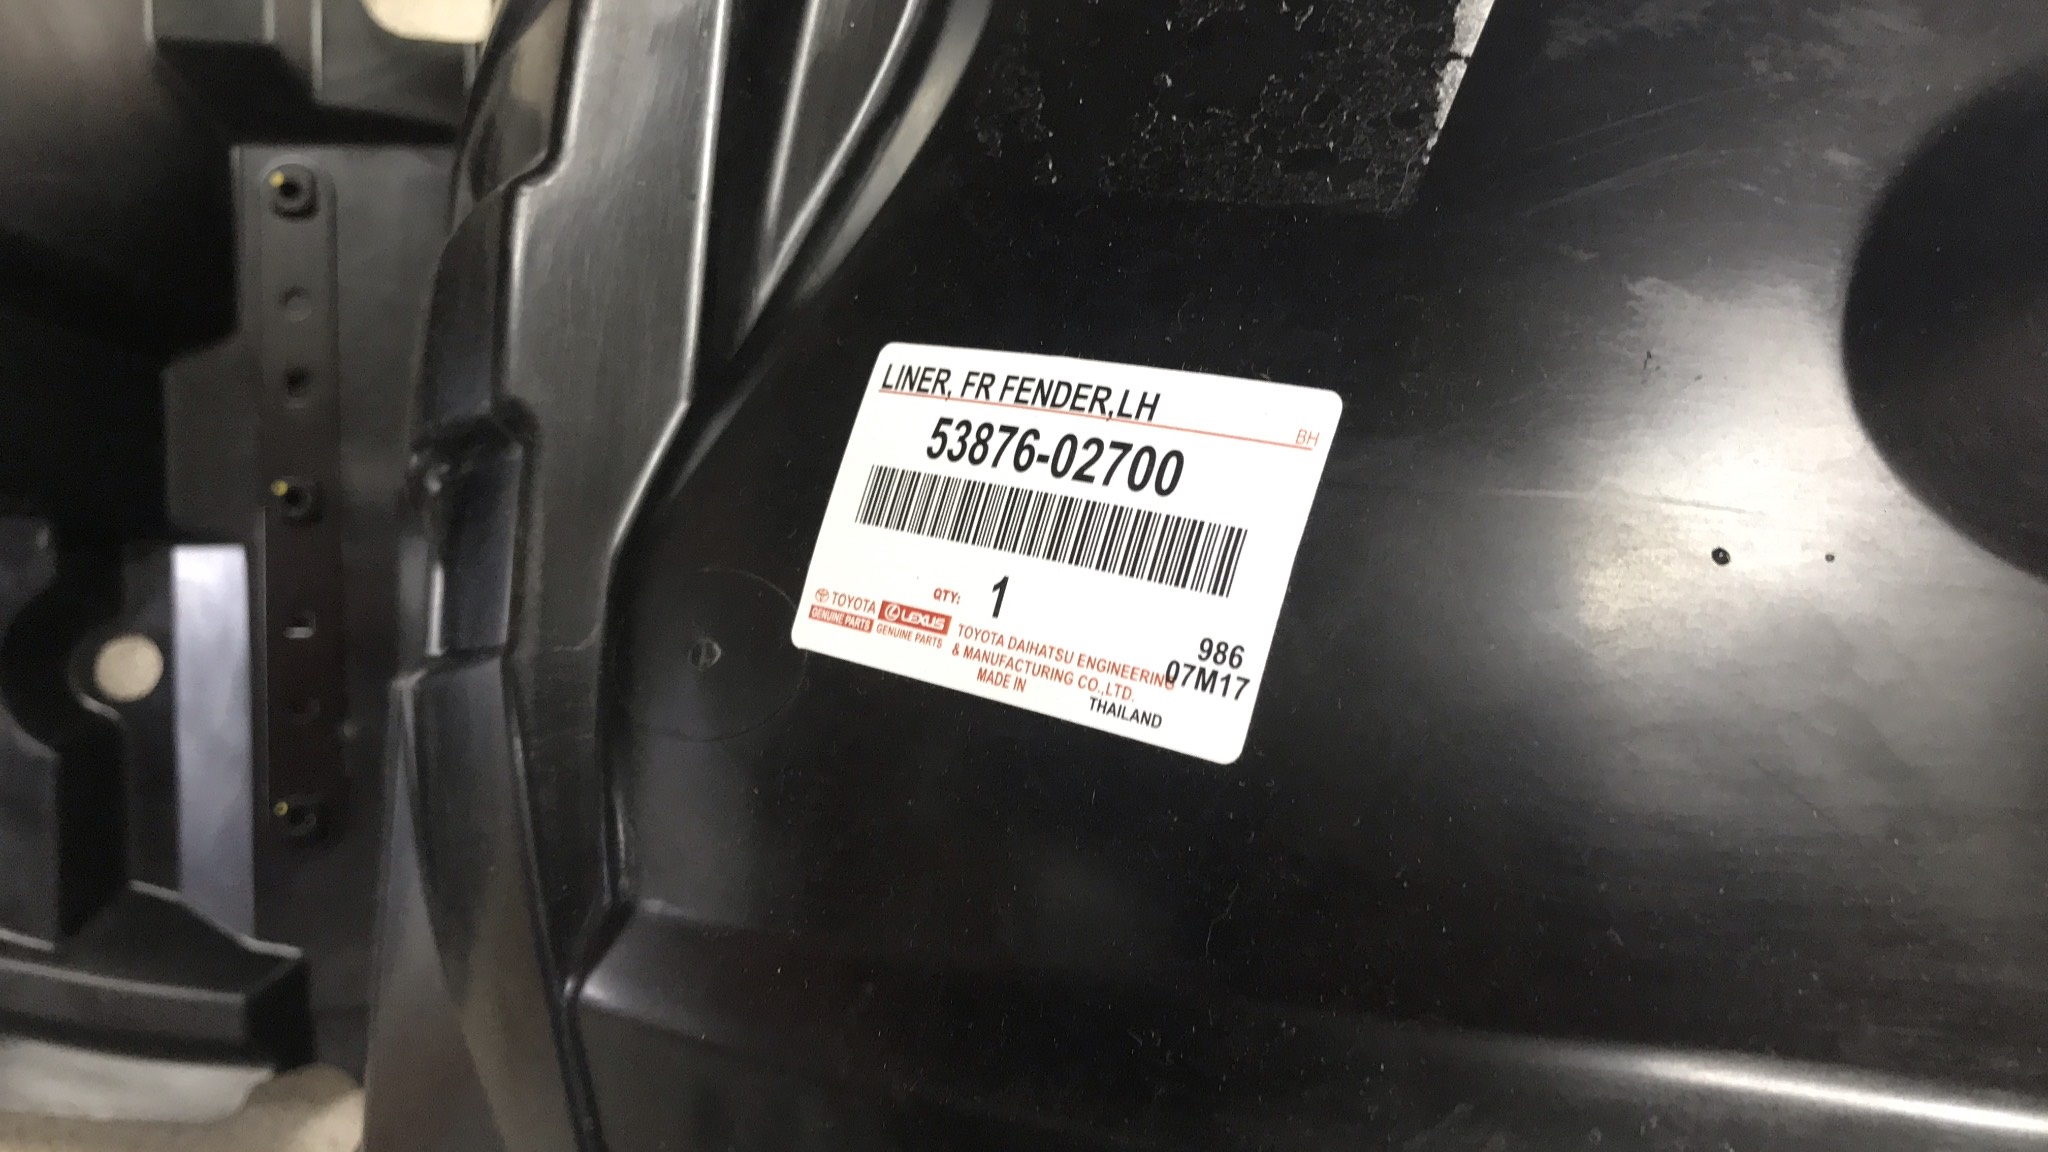 LINER, FR FENDER,LH
BH
53876-02700
QTY: 1
TOYOTA
GENUINE PARTS
LEXUS
GENUINE PARTS
TOYOTA DAIHATSU ENGINEERING
& MANUFACTURING CO.,LTD.
MADE IN
THAILAND
986
07M17